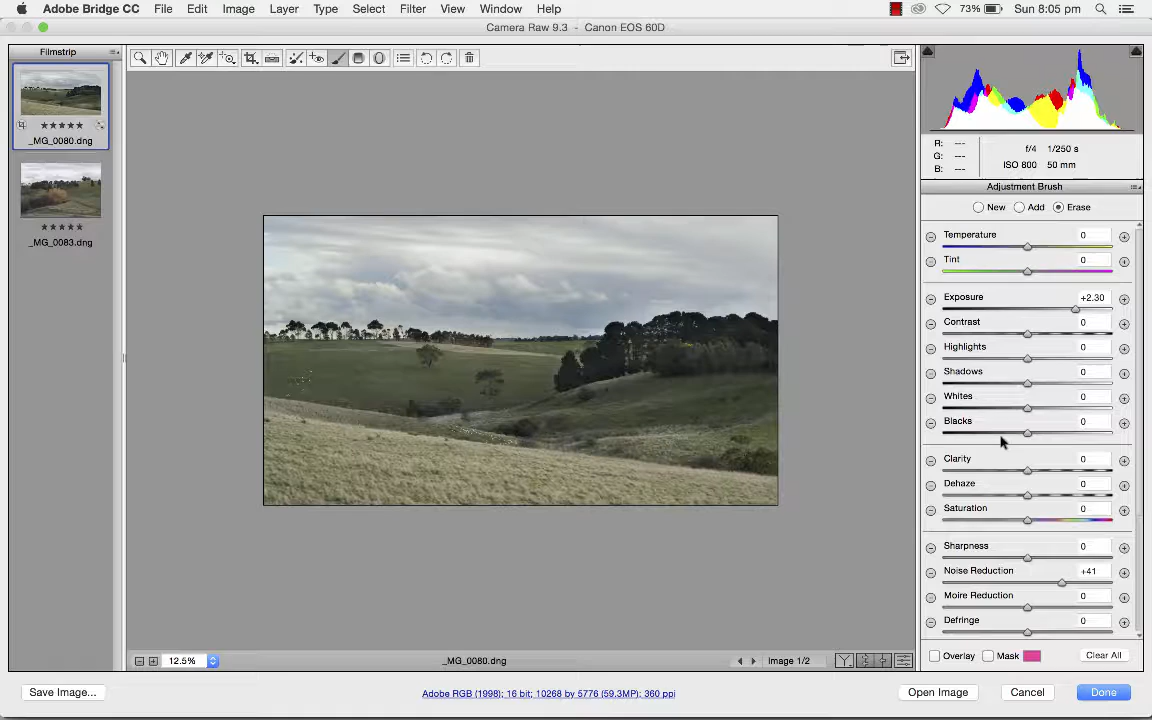 Adobe Bridge CC File Edit Image Layer Type Select Filter View Window Help 73% Sun 8:05 pm
Camera Raw 9.3 - Canon EOS 60D
Filmstrip
_MG_0080.dng
_MG_0083.dng
R: ---
G: ---
B: ---
f/4 1/250 s
ISO 800 50 mm
Adjustment Brush
New Add Erase
Temperature 0
Tint 0
Exposure +2.30
Contrast 0
Highlights 0
Shadows 0
Whites 0
Blacks 0
Clarity 0
Dehaze 0
Saturation 0
Sharpness 0
Noise Reduction +41
Moire Reduction 0
Defringe 0
Overlay Mask Clear All
12.5% _MG_0080.dng Image 1/2 Y
Save Image... Adobe RGB (1998); 16 bit; 10268 by 5776 (59.3MP); 360 ppi Open Image Cancel Done